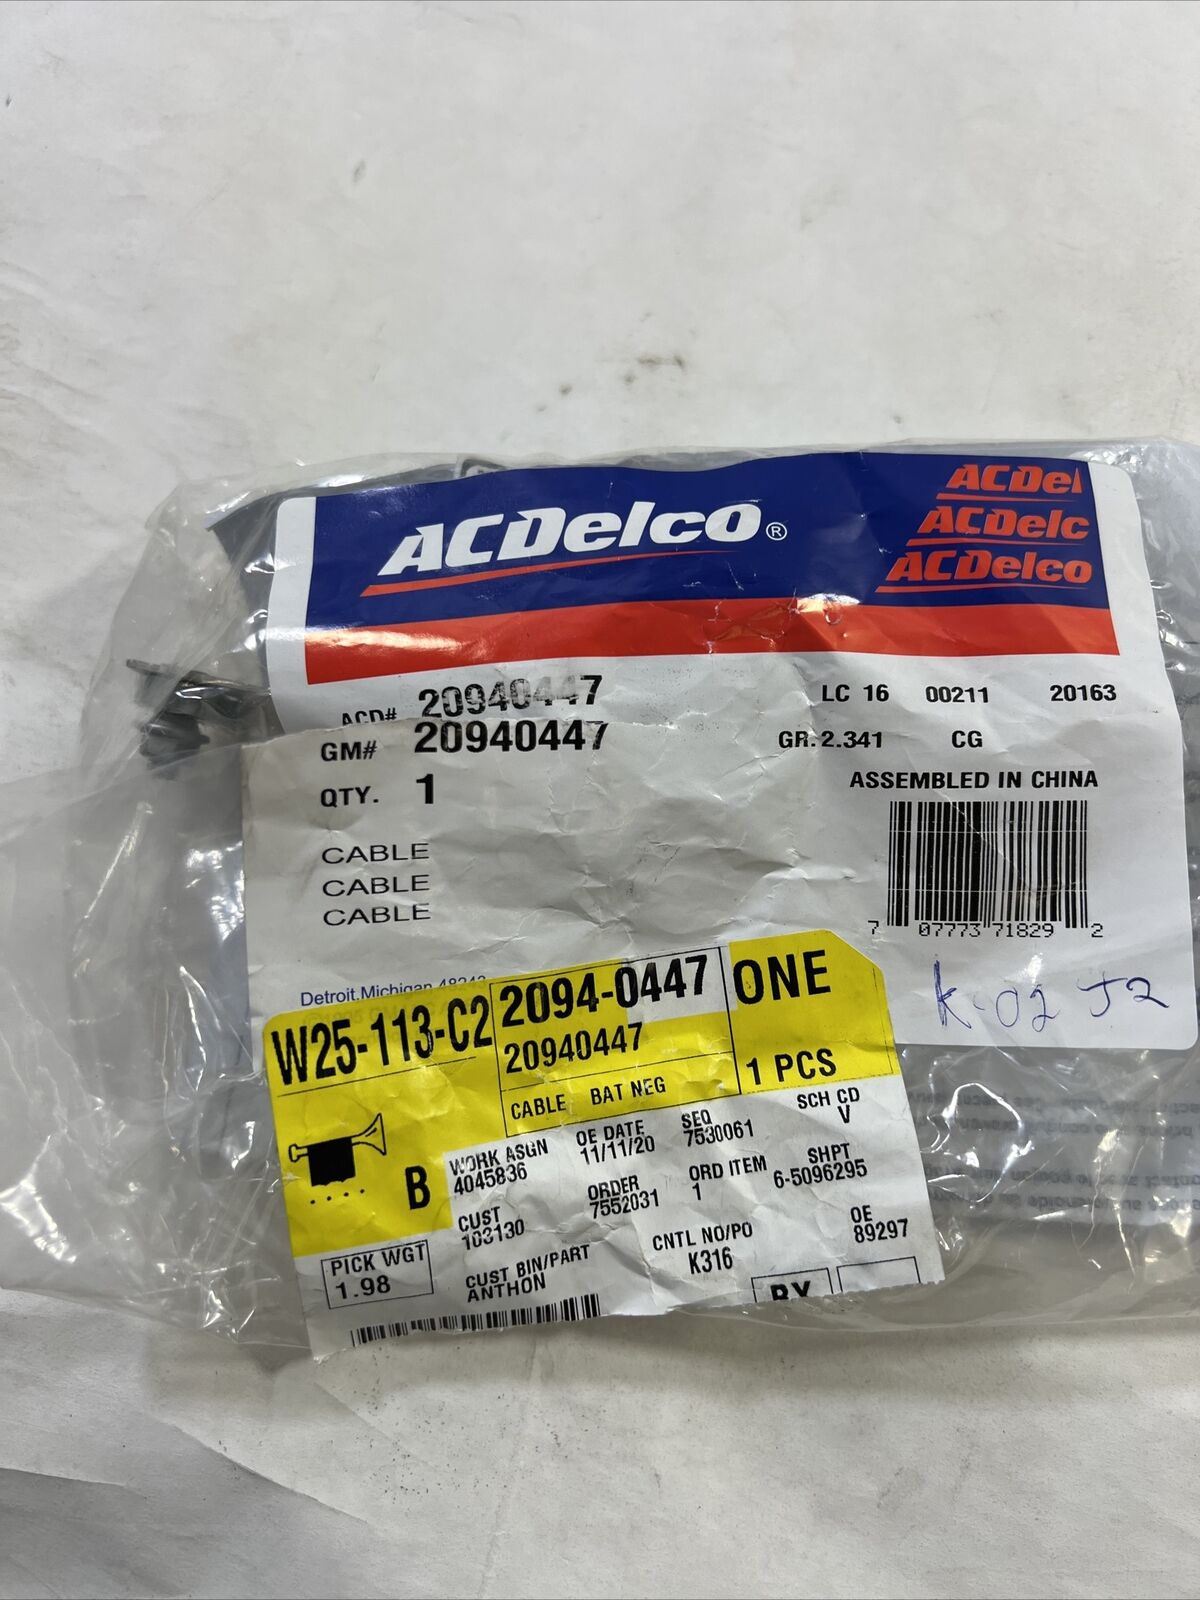 ACDelco®
ACDel
ACDelc
ACDelco
ACD# 20940447
LC 16 00211 20163
GM# 20940447
GR. 2.341 CG
QTY. 1
ASSEMBLED IN CHINA
CABLE
CABLE
CABLE
7 07773 71829 2
K-02 J2
Detroit, Michigan 48243
W25-113-C2
2094-0447
20940447
CABLE BAT NEG
ONE
1 PCS
B
WORK ASGN
4045836
OE DATE
11/11/20
SEQ
7530061
SCH CD
V
CUST
103130
ORDER
7552031
ORD ITEM
1
SHPT
6-5096295
PICK WGT
1.98
CUST BIN/PART
ANTHON
CNTL NO/PO
K316
OE
89297